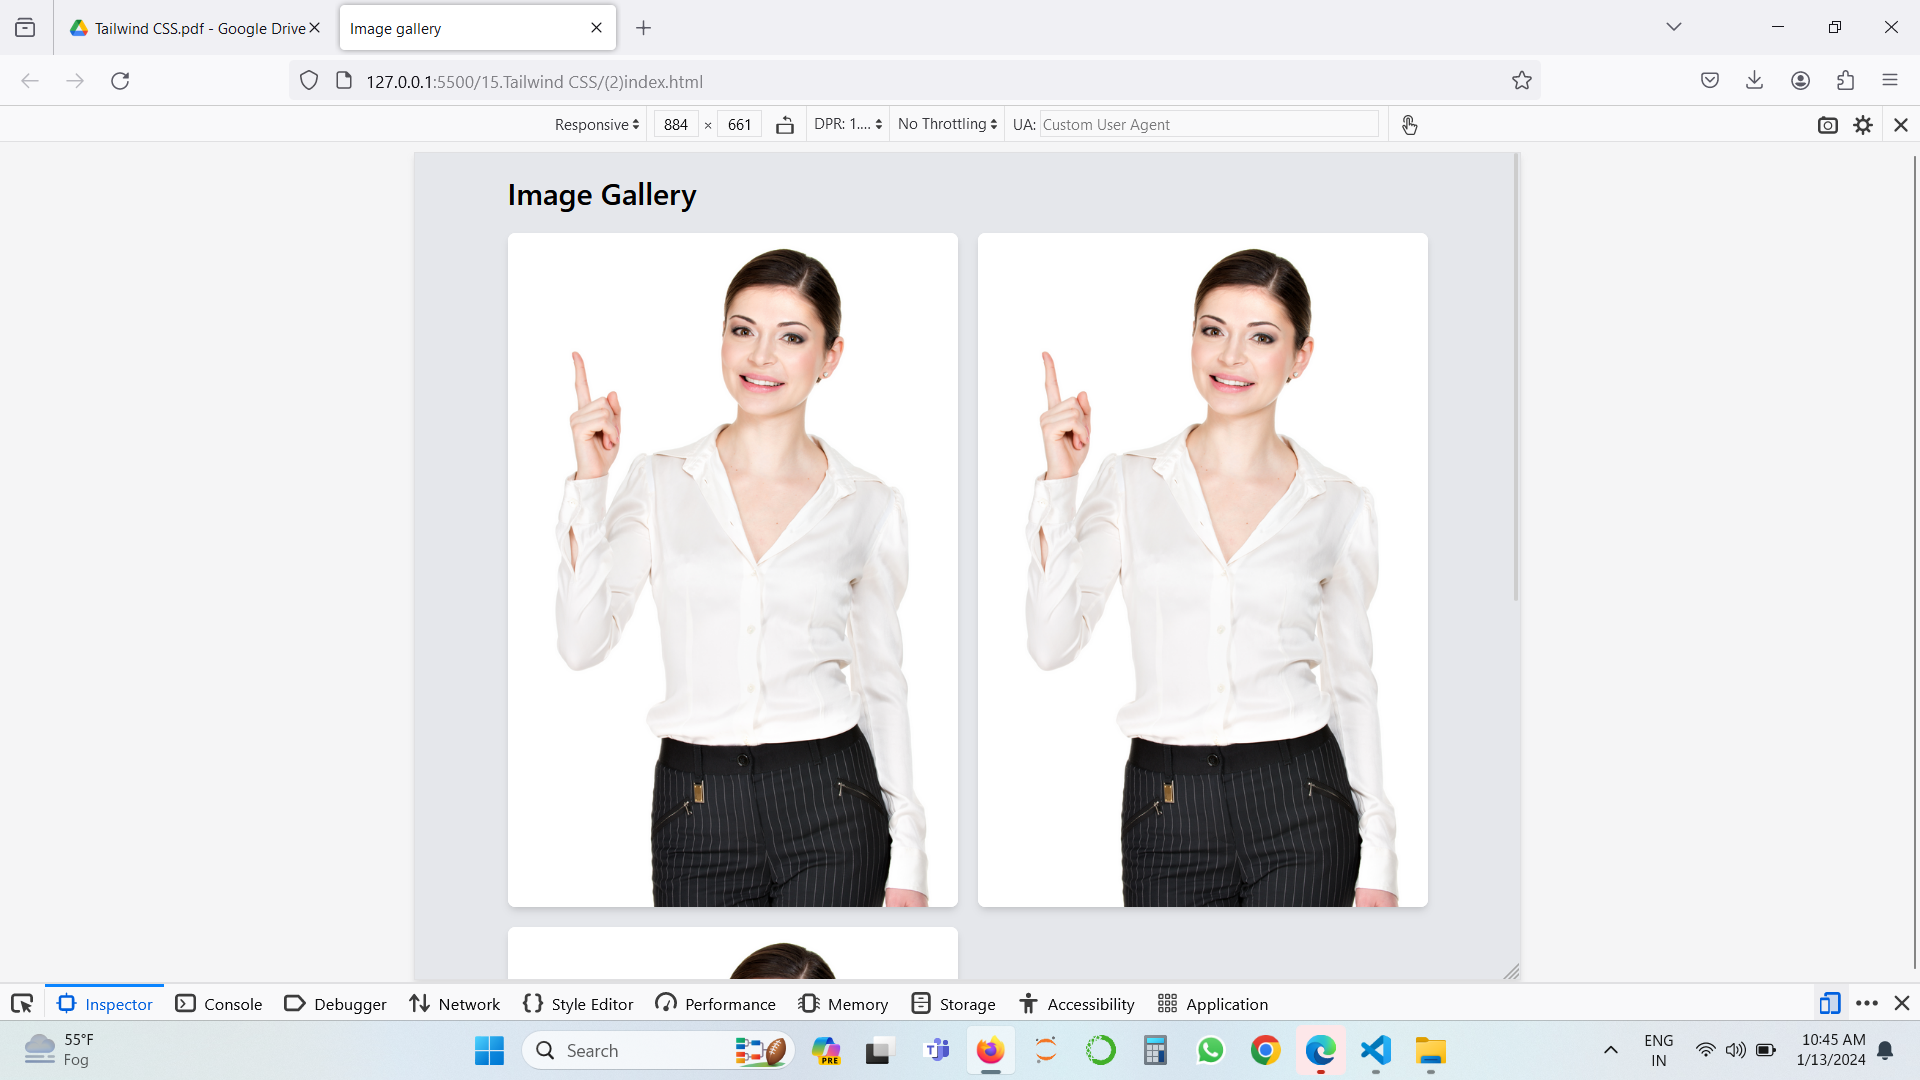 Tailwind CSS.pdf - Google Drive
Image gallery
127.0.0.1:5500/15.Tailwind CSS/(2)index.html
Responsive 884 × 661 DPR: 1.... No Throttling UA: Custom User Agent
Image Gallery
Inspector Console Debugger Network Style Editor Performance Memory Storage Accessibility Application
55°F
Fog
Search
PRE
ENG
IN
10:45 AM
1/13/2024